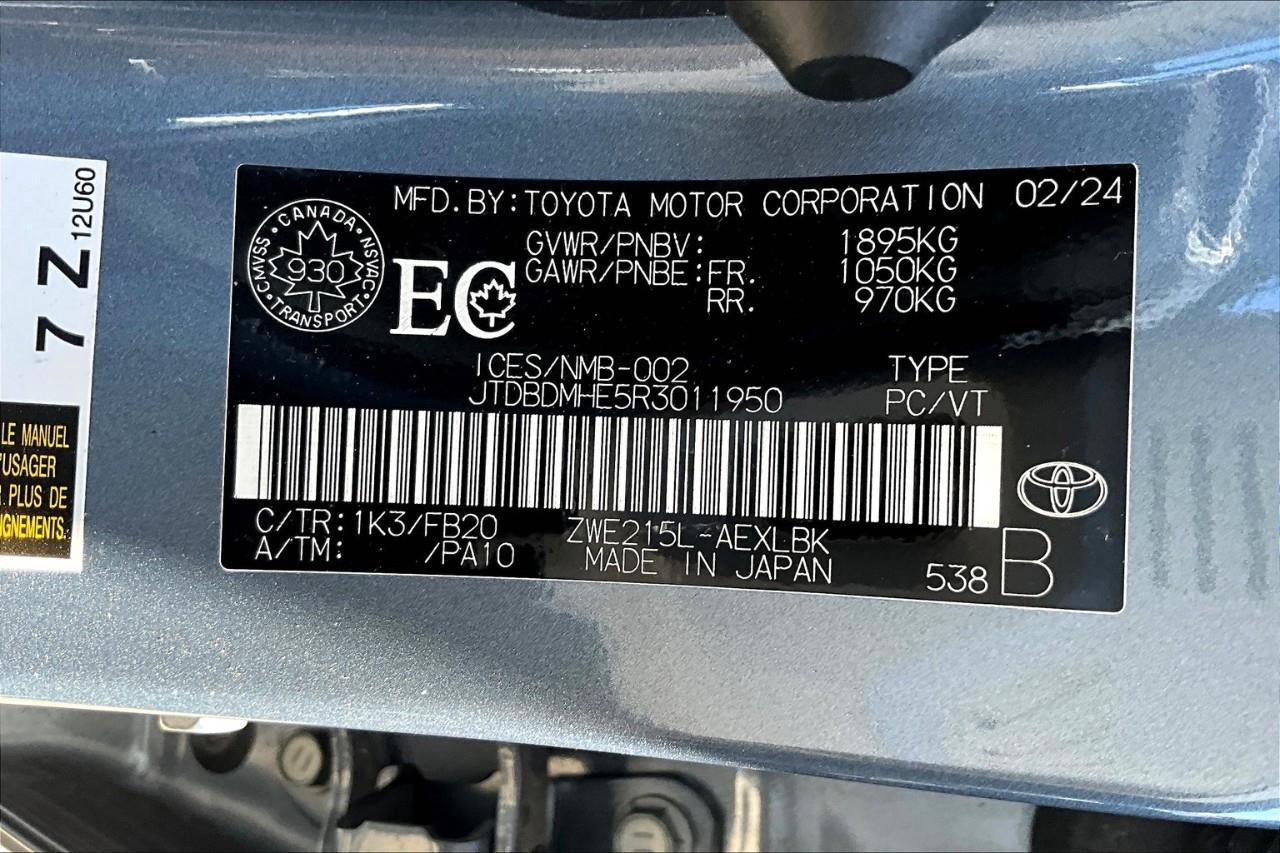 7 Z 12U60
LE MANUEL
'USAGER
PLUS DE
IGNEMENTS.
MFD. BY: TOYOTA MOTOR CORPORATION 02/24
GVWR/PNBV: 1895KG
GAWR/PNBE: FR. 1050KG
RR. 970KG
CANADA
CMVSS 930 NSVAC
TRANSPORT
EC
ICES/NMB-002 TYPE
JTDBDMHE5R3011950 PC/VT
C/TR: 1K3/FB20 ZWE215L-AEXLBK
A/TM: /PA10 MADE IN JAPAN
538 B